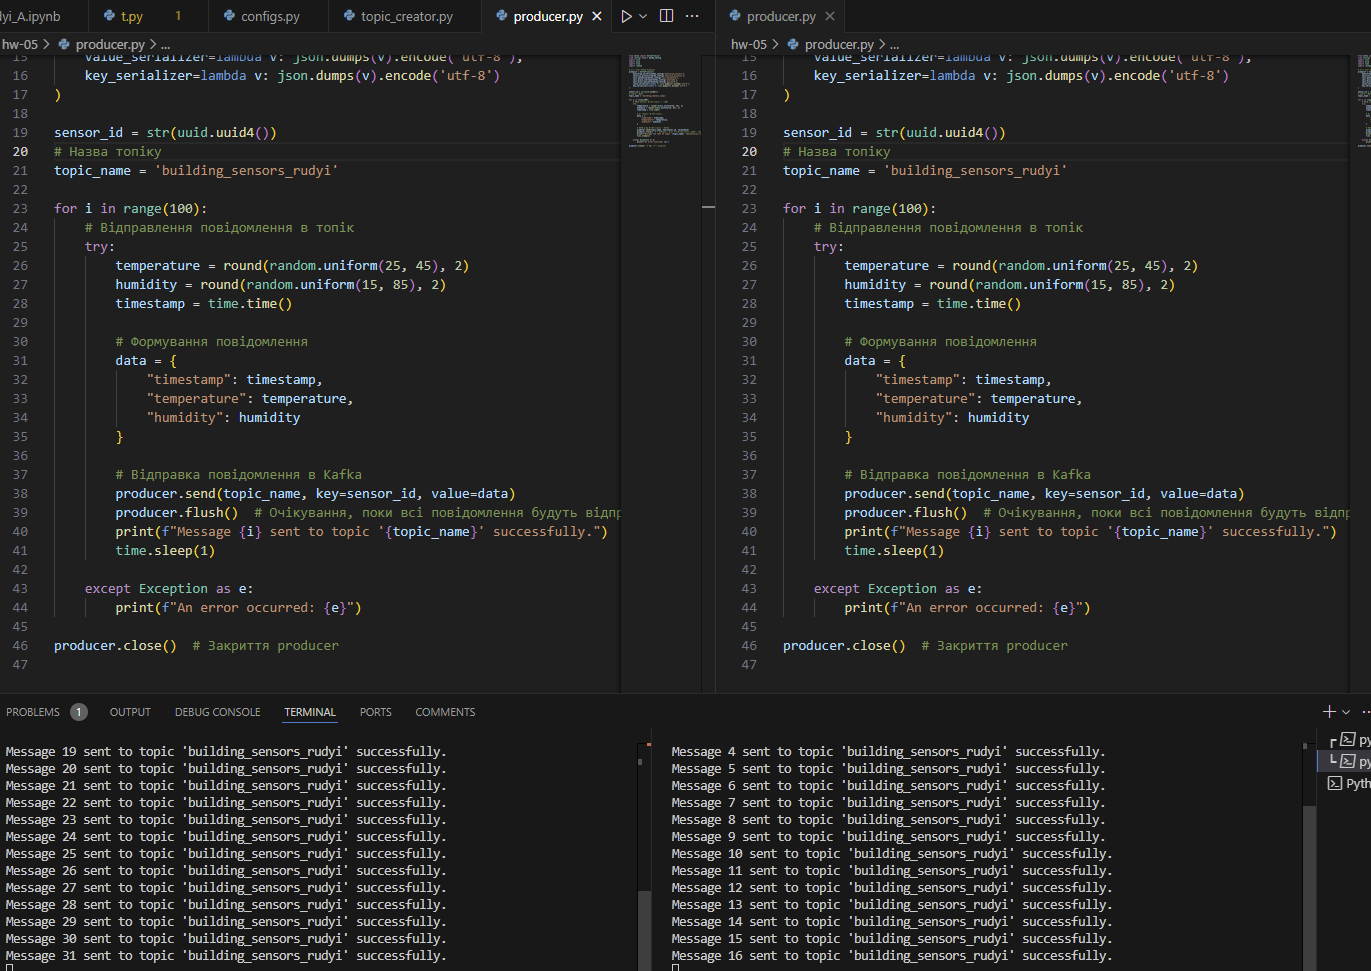 lyi_A.ipynb t.py 1 configs.py topic_creator.py producer.py
hw-05 > producer.py > ...
15 value_serializer=lambda v: json.dumps(v).encode('utf-8'),
16 key_serializer=lambda v: json.dumps(v).encode('utf-8')
17 )
18
19 sensor_id = str(uuid.uuid4())
20 # Назва топіку
21 topic_name = 'building_sensors_rudyi'
22
23 for i in range(100):
24 # Відправлення повідомлення в топік
25 try:
26 temperature = round(random.uniform(25, 45), 2)
27 humidity = round(random.uniform(15, 85), 2)
28 timestamp = time.time()
29
30 # Формування повідомлення
31 data = {
32 "timestamp": timestamp,
33 "temperature": temperature,
34 "humidity": humidity
35 }
36
37 # Відправка повідомлення в Kafka
38 producer.send(topic_name, key=sensor_id, value=data)
39 producer.flush() # Очікування, поки всі повідомлення будуть відпр
40 print(f"Message {i} sent to topic '{topic_name}' successfully.")
41 time.sleep(1)
42
43 except Exception as e:
44 print(f"An error occurred: {e}")
45
46 producer.close() # Закриття producer
47
producer.py
hw-05 > producer.py > ...
15 value_serializer=lambda v: json.dumps(v).encode('utf-8'),
16 key_serializer=lambda v: json.dumps(v).encode('utf-8')
17 )
18
19 sensor_id = str(uuid.uuid4())
20 # Назва топіку
21 topic_name = 'building_sensors_rudyi'
22
23 for i in range(100):
24 # Відправлення повідомлення в топік
25 try:
26 temperature = round(random.uniform(25, 45), 2)
27 humidity = round(random.uniform(15, 85), 2)
28 timestamp = time.time()
29
30 # Формування повідомлення
31 data = {
32 "timestamp": timestamp,
33 "temperature": temperature,
34 "humidity": humidity
35 }
36
37 # Відправка повідомлення в Kafka
38 producer.send(topic_name, key=sensor_id, value=data)
39 producer.flush() # Очікування, поки всі повідомлення будуть відпр
40 print(f"Message {i} sent to topic '{topic_name}' successfully.")
41 time.sleep(1)
42
43 except Exception as e:
44 print(f"An error occurred: {e}")
45
46 producer.close() # Закриття producer
47
PROBLEMS 1 OUTPUT DEBUG CONSOLE TERMINAL PORTS COMMENTS
Message 19 sent to topic 'building_sensors_rudyi' successfully.
Message 20 sent to topic 'building_sensors_rudyi' successfully.
Message 21 sent to topic 'building_sensors_rudyi' successfully.
Message 22 sent to topic 'building_sensors_rudyi' successfully.
Message 23 sent to topic 'building_sensors_rudyi' successfully.
Message 24 sent to topic 'building_sensors_rudyi' successfully.
Message 25 sent to topic 'building_sensors_rudyi' successfully.
Message 26 sent to topic 'building_sensors_rudyi' successfully.
Message 27 sent to topic 'building_sensors_rudyi' successfully.
Message 28 sent to topic 'building_sensors_rudyi' successfully.
Message 29 sent to topic 'building_sensors_rudyi' successfully.
Message 30 sent to topic 'building_sensors_rudyi' successfully.
Message 31 sent to topic 'building_sensors_rudyi' successfully.
Message 4 sent to topic 'building_sensors_rudyi' successfully.
Message 5 sent to topic 'building_sensors_rudyi' successfully.
Message 6 sent to topic 'building_sensors_rudyi' successfully.
Message 7 sent to topic 'building_sensors_rudyi' successfully.
Message 8 sent to topic 'building_sensors_rudyi' successfully.
Message 9 sent to topic 'building_sensors_rudyi' successfully.
Message 10 sent to topic 'building_sensors_rudyi' successfully.
Message 11 sent to topic 'building_sensors_rudyi' successfully.
Message 12 sent to topic 'building_sensors_rudyi' successfully.
Message 13 sent to topic 'building_sensors_rudyi' successfully.
Message 14 sent to topic 'building_sensors_rudyi' successfully.
Message 15 sent to topic 'building_sensors_rudyi' successfully.
Message 16 sent to topic 'building_sensors_rudyi' successfully.
py
py
Pyth